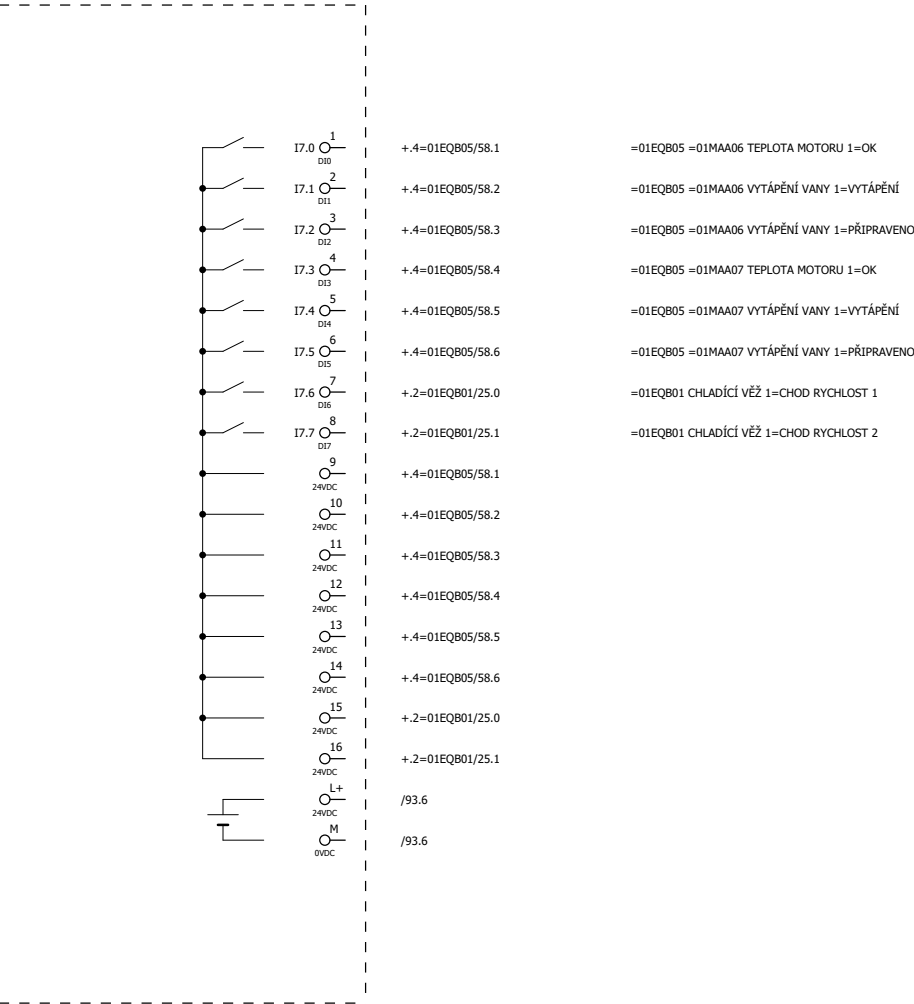 1
I7.0 +.4=01EQB05/58.1 =01EQB05 =01MAA06 TEPLOTA MOTORU 1=OK
DI0
2
I7.1 +.4=01EQB05/58.2 =01EQB05 =01MAA06 VYTÁPĚNÍ VANY 1=VYTÁPĚNÍ
DI1
3
I7.2 +.4=01EQB05/58.3 =01EQB05 =01MAA06 VYTÁPĚNÍ VANY 1=PŘIPRAVENO
DI2
4
I7.3 +.4=01EQB05/58.4 =01EQB05 =01MAA07 TEPLOTA MOTORU 1=OK
DI3
5
I7.4 +.4=01EQB05/58.5 =01EQB05 =01MAA07 VYTÁPĚNÍ VANY 1=VYTÁPĚNÍ
DI4
6
I7.5 +.4=01EQB05/58.6 =01EQB05 =01MAA07 VYTÁPĚNÍ VANY 1=PŘIPRAVENO
DI5
7
I7.6 +.2=01EQB01/25.0 =01EQB01 CHLADÍCÍ VĚŽ 1=CHOD RYCHLOST 1
DI6
8
I7.7 +.2=01EQB01/25.1 =01EQB01 CHLADÍCÍ VĚŽ 1=CHOD RYCHLOST 2
DI7
9
+.4=01EQB05/58.1
24VDC
10
+.4=01EQB05/58.2
24VDC
11
+.4=01EQB05/58.3
24VDC
12
+.4=01EQB05/58.4
24VDC
13
+.4=01EQB05/58.5
24VDC
14
+.4=01EQB05/58.6
24VDC
15
+.2=01EQB01/25.0
24VDC
16
+.2=01EQB01/25.1
24VDC
L+
/93.6
24VDC
M
/93.6
0VDC